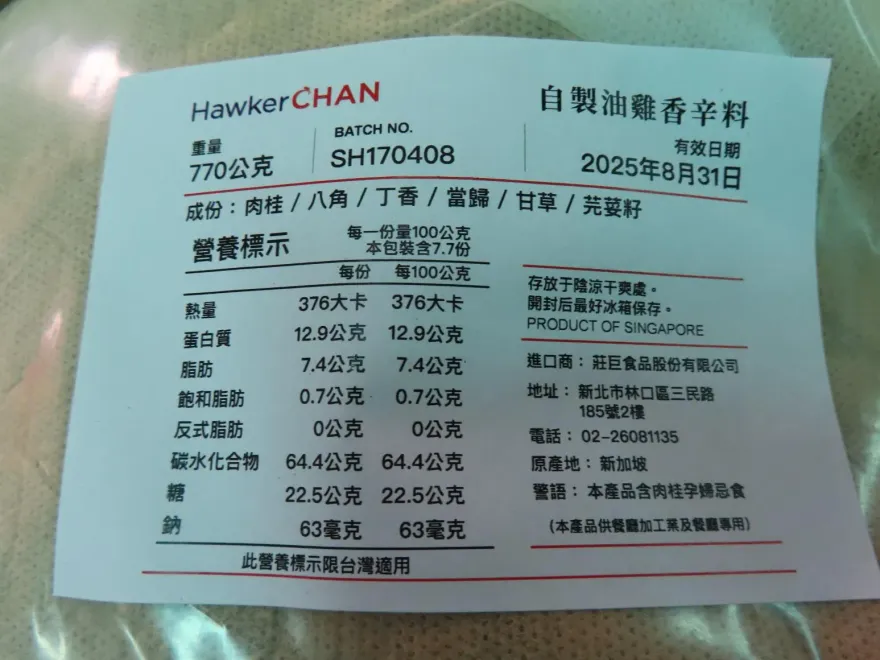 HawkerCHAN
自製油雞香辛料
重量
770公克
BATCH NO.
SH170408
有效日期
2025年8月31日
成份：肉桂 / 八角 / 丁香 / 當歸 / 甘草 / 芫荽籽
營養標示
每一份量100公克
本包裝含7.7份
每份 每100公克
熱量 376大卡 376大卡
蛋白質 12.9公克 12.9公克
脂肪 7.4公克 7.4公克
飽和脂肪 0.7公克 0.7公克
反式脂肪 0公克 0公克
碳水化合物 64.4公克 64.4公克
糖 22.5公克 22.5公克
鈉 63毫克 63毫克
此營養標示限台灣適用
存放于陰涼干爽處。
開封后最好冰箱保存。
PRODUCT OF SINGAPORE
進口商：莊巨食品股份有限公司
地址：新北市林口區三民路
185號2樓
電話：02-26081135
原產地：新加坡
警語：本產品含肉桂孕婦忌食
（本產品供餐廳加工業及餐廳專用）